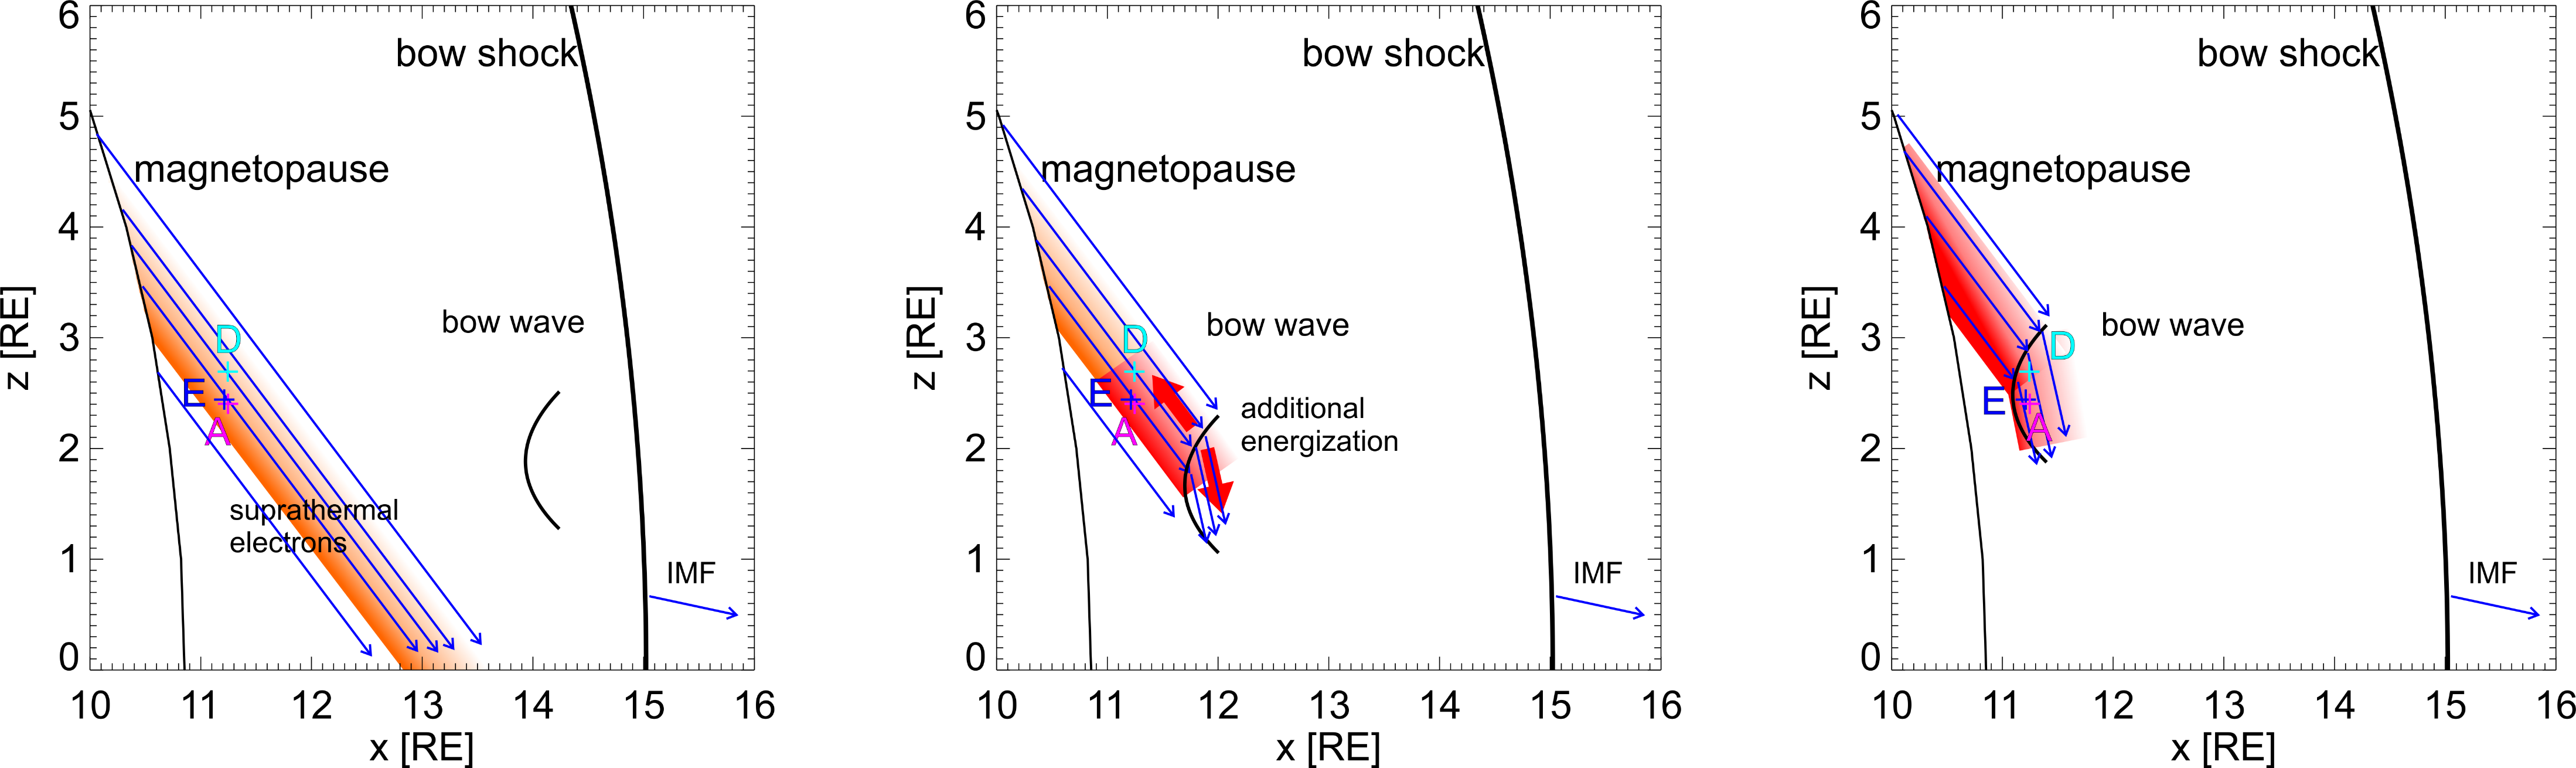 6
5
4
3
2
1
0
z [RE]
bow shock
magnetopause
bow wave
D
E
A
suprathermal
electrons
IMF
10 11 12 13 14 15 16
x [RE]
6
5
4
3
2
1
0
z [RE]
bow shock
magnetopause
bow wave
D
E
A
additional
energization
IMF
10 11 12 13 14 15 16
x [RE]
6
5
4
3
2
1
0
z [RE]
bow shock
magnetopause
bow wave
D
E
A
IMF
10 11 12 13 14 15 16
x [RE]